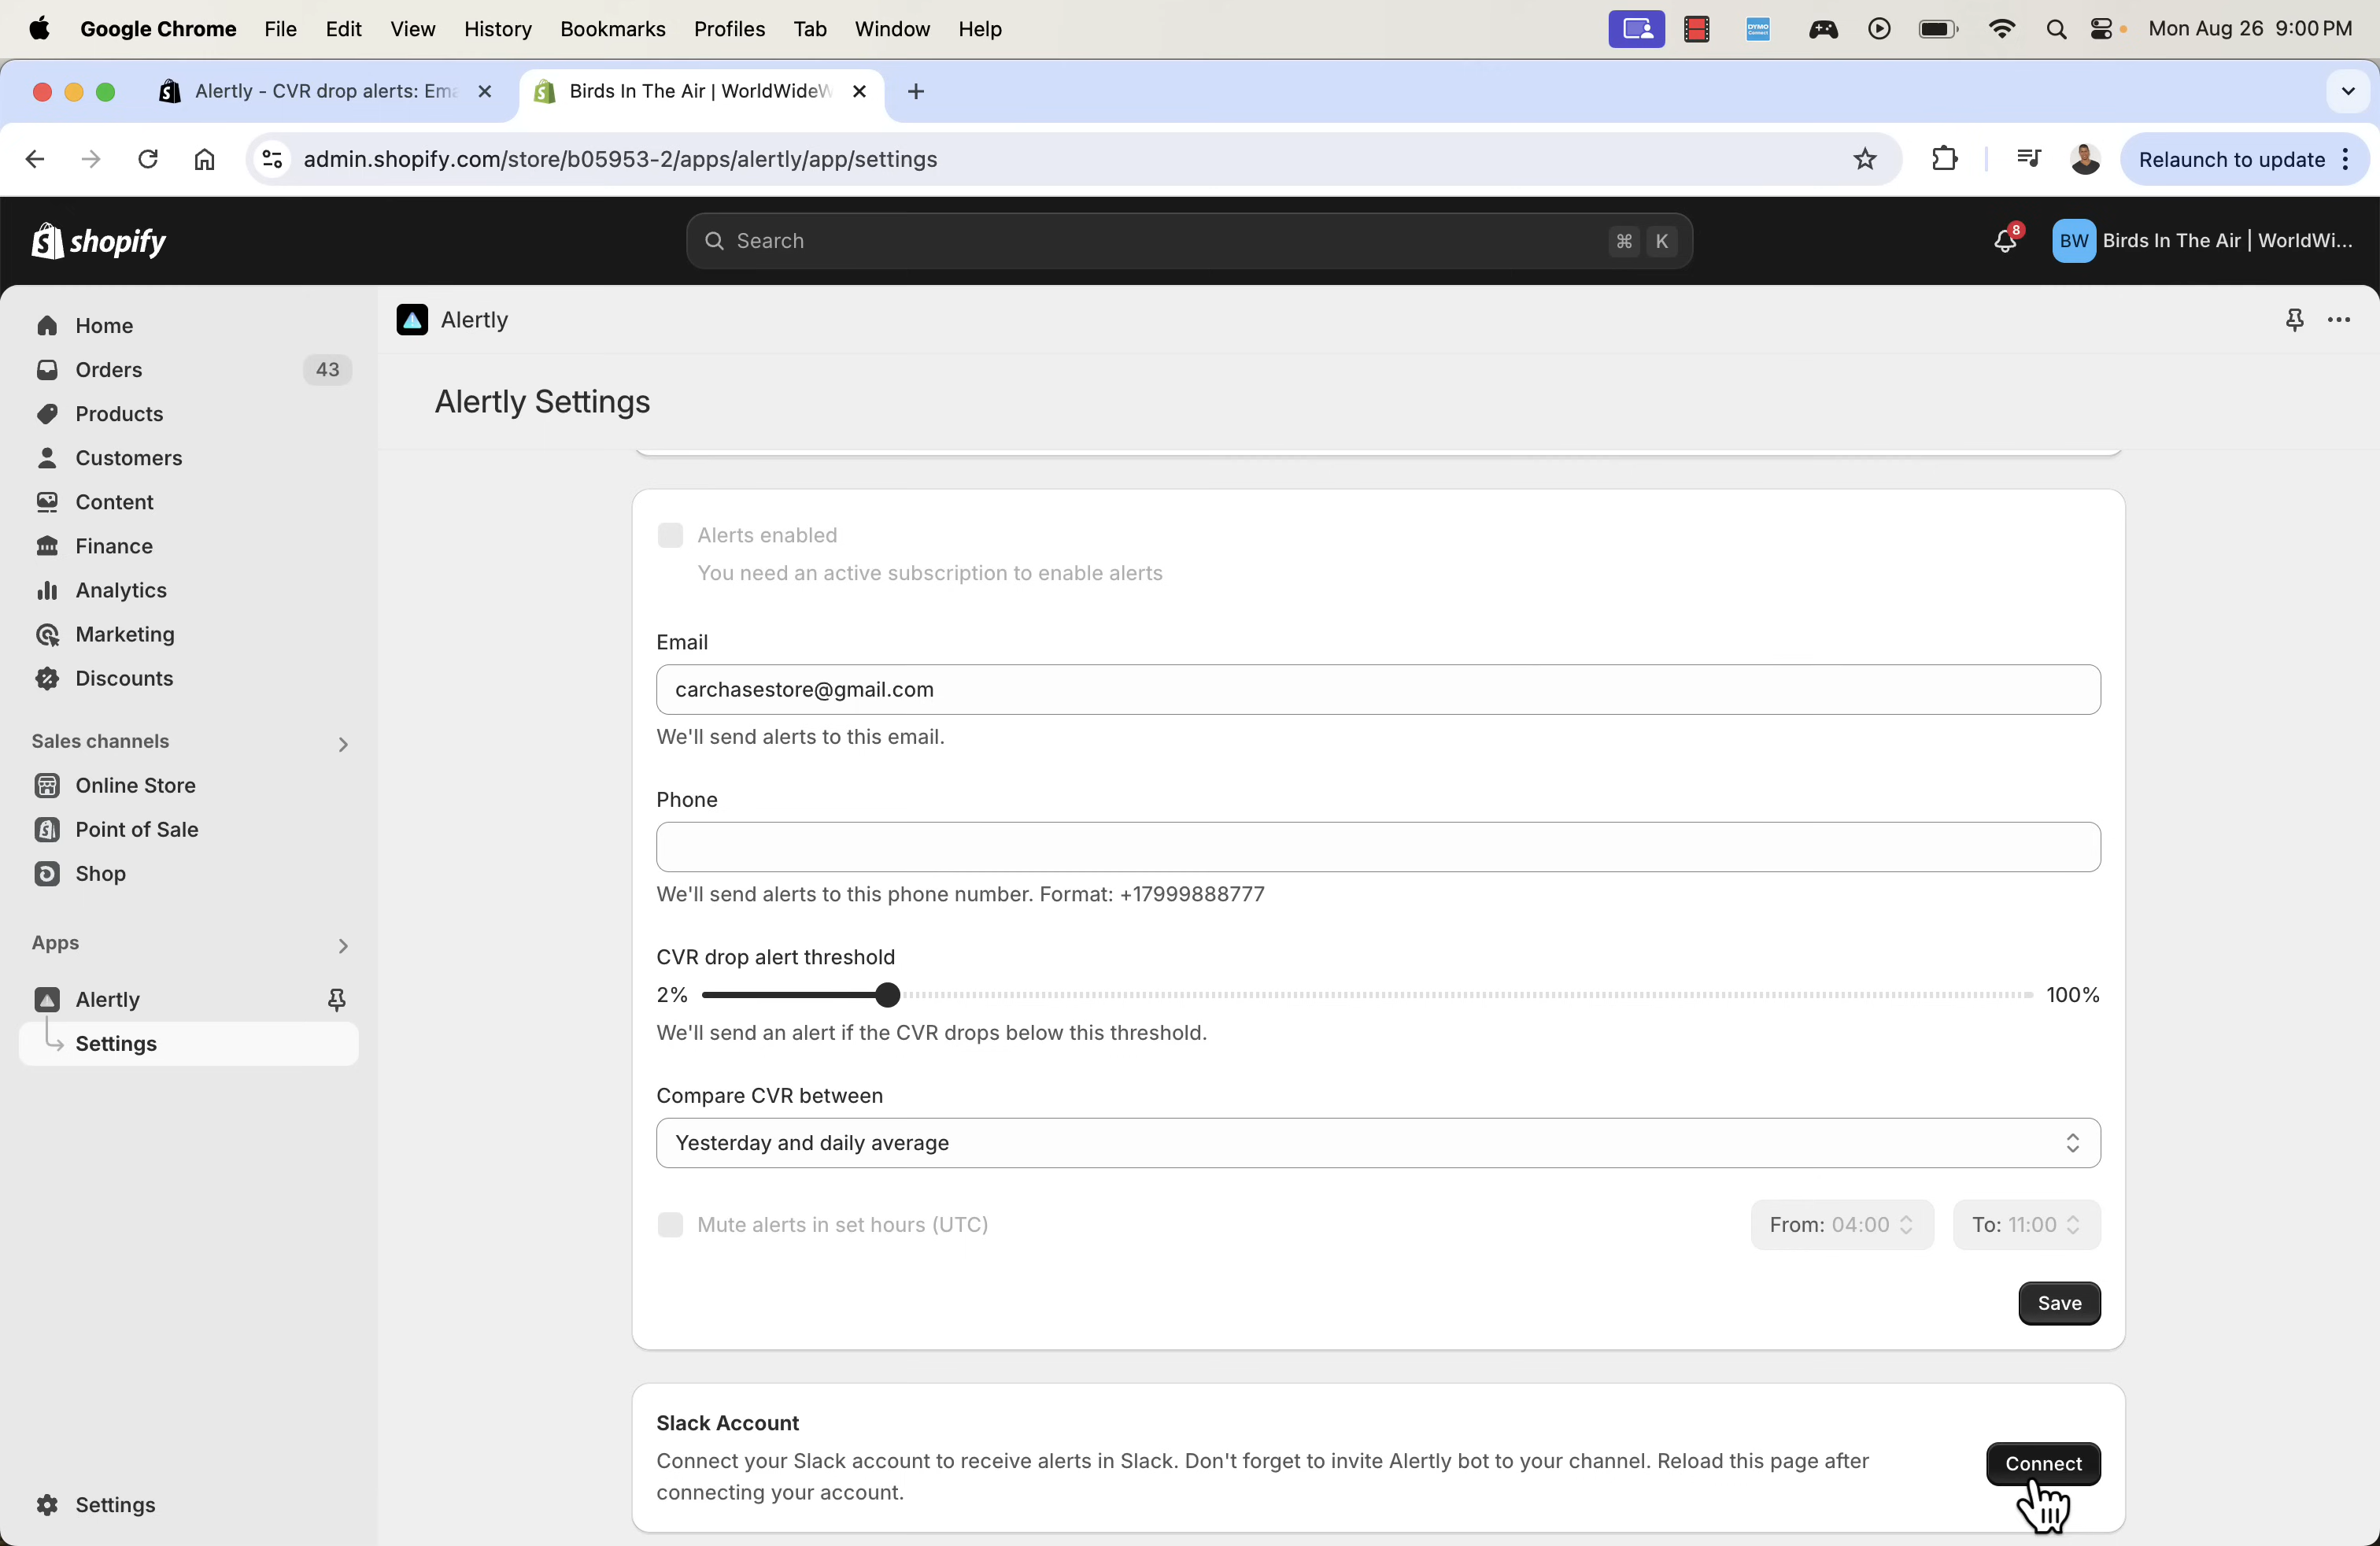 Google Chrome File Edit View History Bookmarks Profiles Tab Window Help DYMO Connect Mon Aug 26 9:00 PM
Alertly - CVR drop alerts: Ema
Birds In The Air | WorldWideW
admin.shopify.com/store/b05953-2/apps/alertly/app/settings
Relaunch to update
shopify
Search
⌘ K
8
BW Birds In The Air | WorldWi...
Home
Orders 43
Products
Customers
Content
Finance
Analytics
Marketing
Discounts
Sales channels
Online Store
Point of Sale
Shop
Apps
Alertly
Settings
Settings
Alertly
Alertly Settings
Alerts enabled
You need an active subscription to enable alerts
Email
carchasestore@gmail.com
We'll send alerts to this email.
Phone
We'll send alerts to this phone number. Format: +17999888777
CVR drop alert threshold
2% 100%
We'll send an alert if the CVR drops below this threshold.
Compare CVR between
Yesterday and daily average
Mute alerts in set hours (UTC) From: 04:00 To: 11:00
Save
Slack Account
Connect your Slack account to receive alerts in Slack. Don't forget to invite Alertly bot to your channel. Reload this page after
connecting your account.
Connect